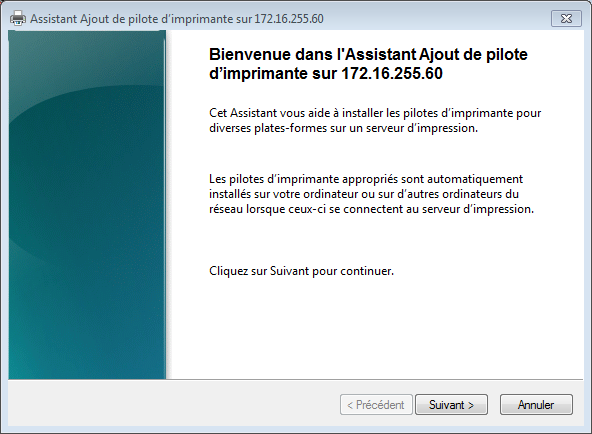 Assistant Ajout de pilote d'imprimante sur 172.16.255.60
Bienvenue dans l'Assistant Ajout de pilote
d'imprimante sur 172.16.255.60
Cet Assistant vous aide à installer les pilotes d'imprimante pour
diverses plates-formes sur un serveur d'impression.
Les pilotes d'imprimante appropriés sont automatiquement
installés sur votre ordinateur ou sur d'autres ordinateurs du
réseau lorsque ceux-ci se connectent au serveur d'impression.
Cliquez sur Suivant pour continuer.
< Précédent Suivant > Annuler